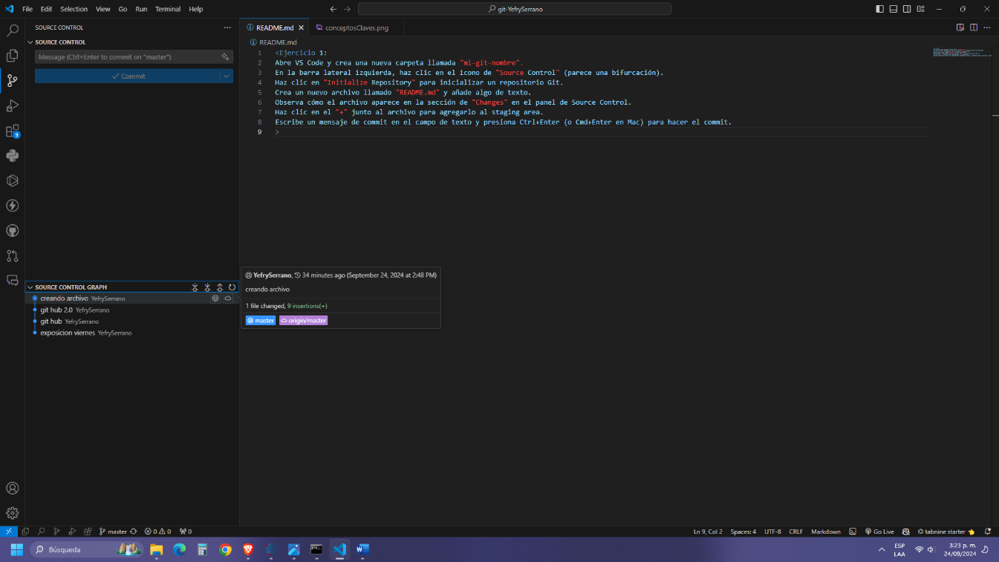 File Edit Selection View Go Run Terminal Help
git-YefrySerrano
SOURCE CONTROL
README.md
conceptosClaves.png
SOURCE CONTROL
README.md
Message (Ctrl+Enter to commit on "master")
Commit
1 <Ejercicio 1:
2 Abre VS Code y crea una nueva carpeta llamada "mi-git-nombre".
3 En la barra lateral izquierda, haz clic en el icono de "Source Control" (parece una bifurcación).
4 Haz clic en "Initialize Repository" para inicializar un repositorio Git.
5 Crea un nuevo archivo llamado "README.md" y añade algo de texto.
6 Observa cómo el archivo aparece en la sección de "Changes" en el panel de Source Control.
7 Haz clic en el "+" junto al archivo para agregarlo al staging area.
8 Escribe un mensaje de commit en el campo de texto y presiona Ctrl+Enter (o Cmd+Enter en Mac) para hacer el commit.
9 >
9
SOURCE CONTROL GRAPH
creando archivo YefrySerrano
git hub 2.0 YefrySerrano
git hub YefrySerrano
exposicion viernes YefrySerrano
YefrySerrano, 34 minutes ago (September 24, 2024 at 2:48 PM)
creando archivo
1 file changed, 9 insertions(+)
master origin/master
master 0 0 0
Ln 9, Col 2 Spaces: 4 UTF-8 CRLF Markdown Go Live tabnine starter
Búsqueda
ESP
LAA
3:23 p. m.
24/09/2024